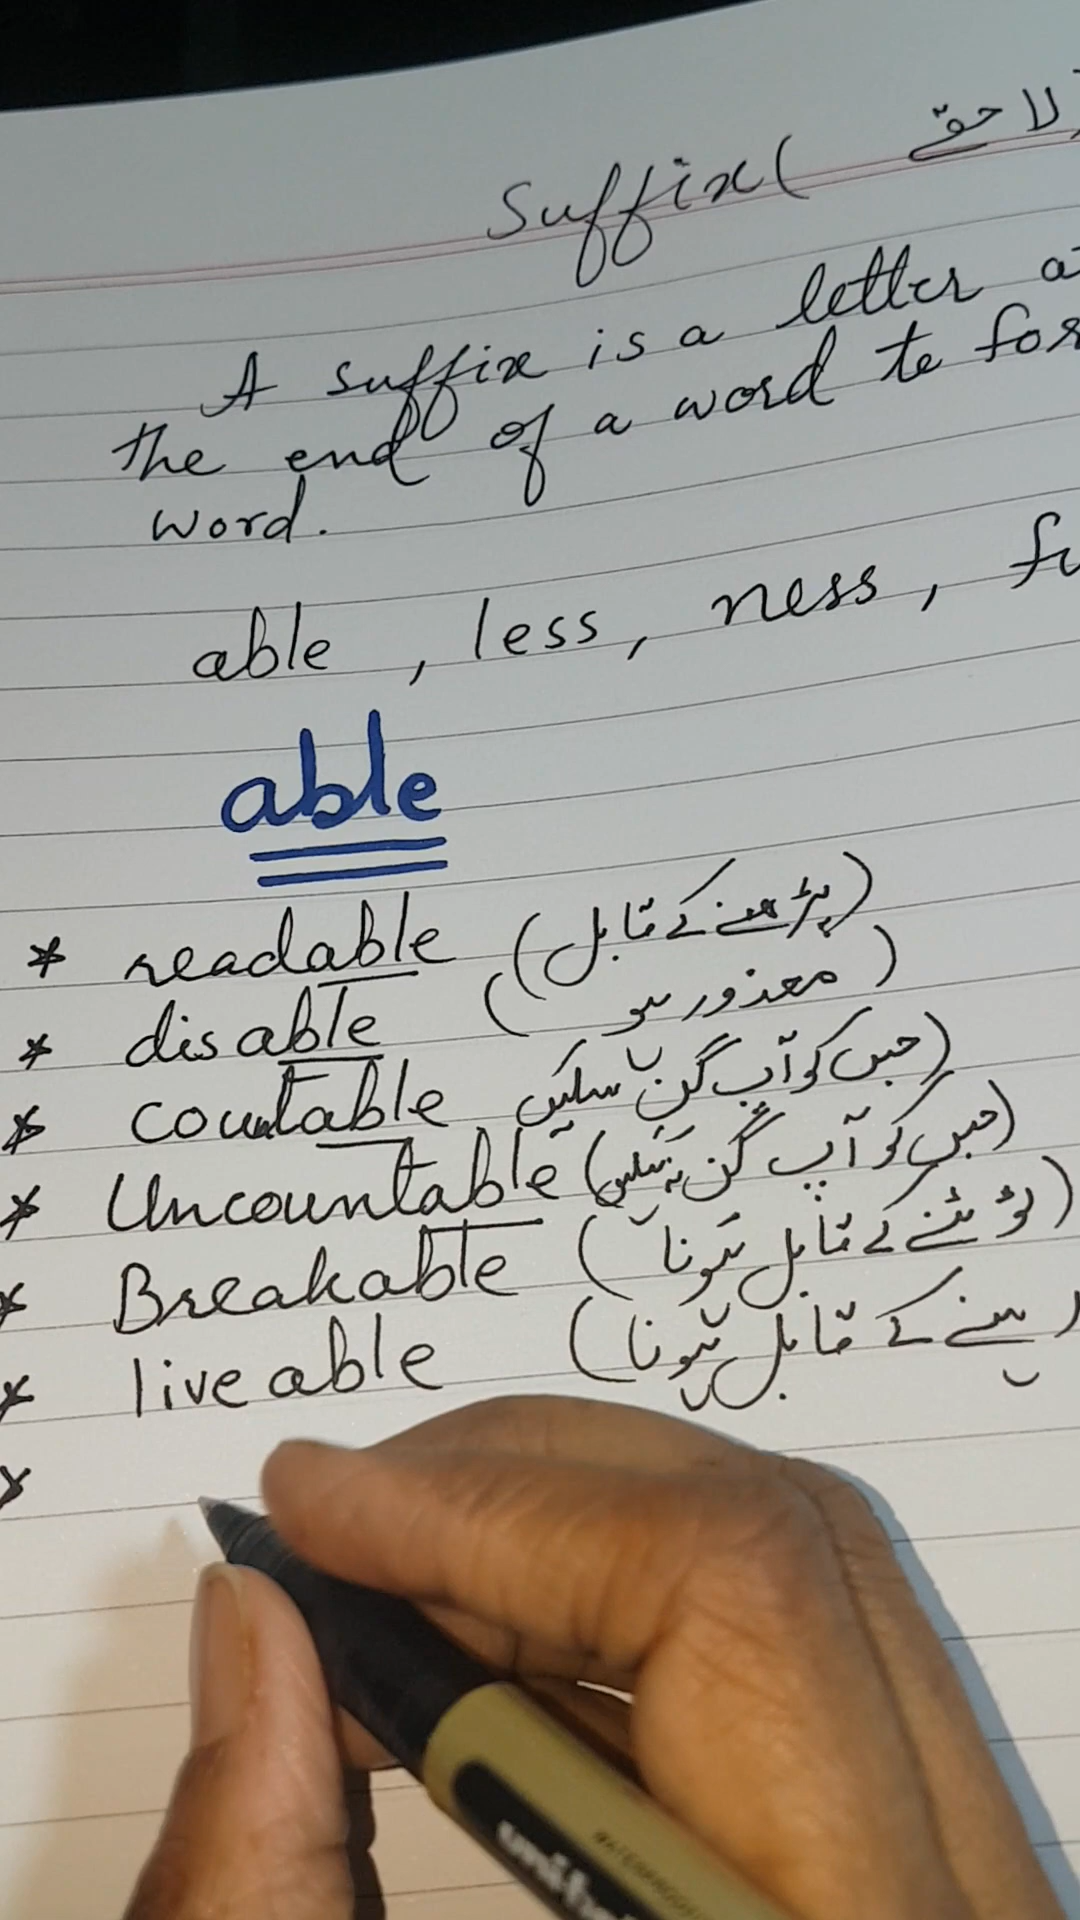 Suffix( لاحقے
A suffix is a letter
the end of a word to for
word.
able , less, ness, fu
able
* readable (پڑھنے کے قابل)
* disable (معذور ہو)
* countable جس کو آپ گن سکیں)
* Uncountable (جس کو آپ گن نہ سکیں)
* Breakable (ٹوٹنے کے قابل ہونا)
* liveable (رہنے کے قابل ہونا
*
uni
WATERPROOF